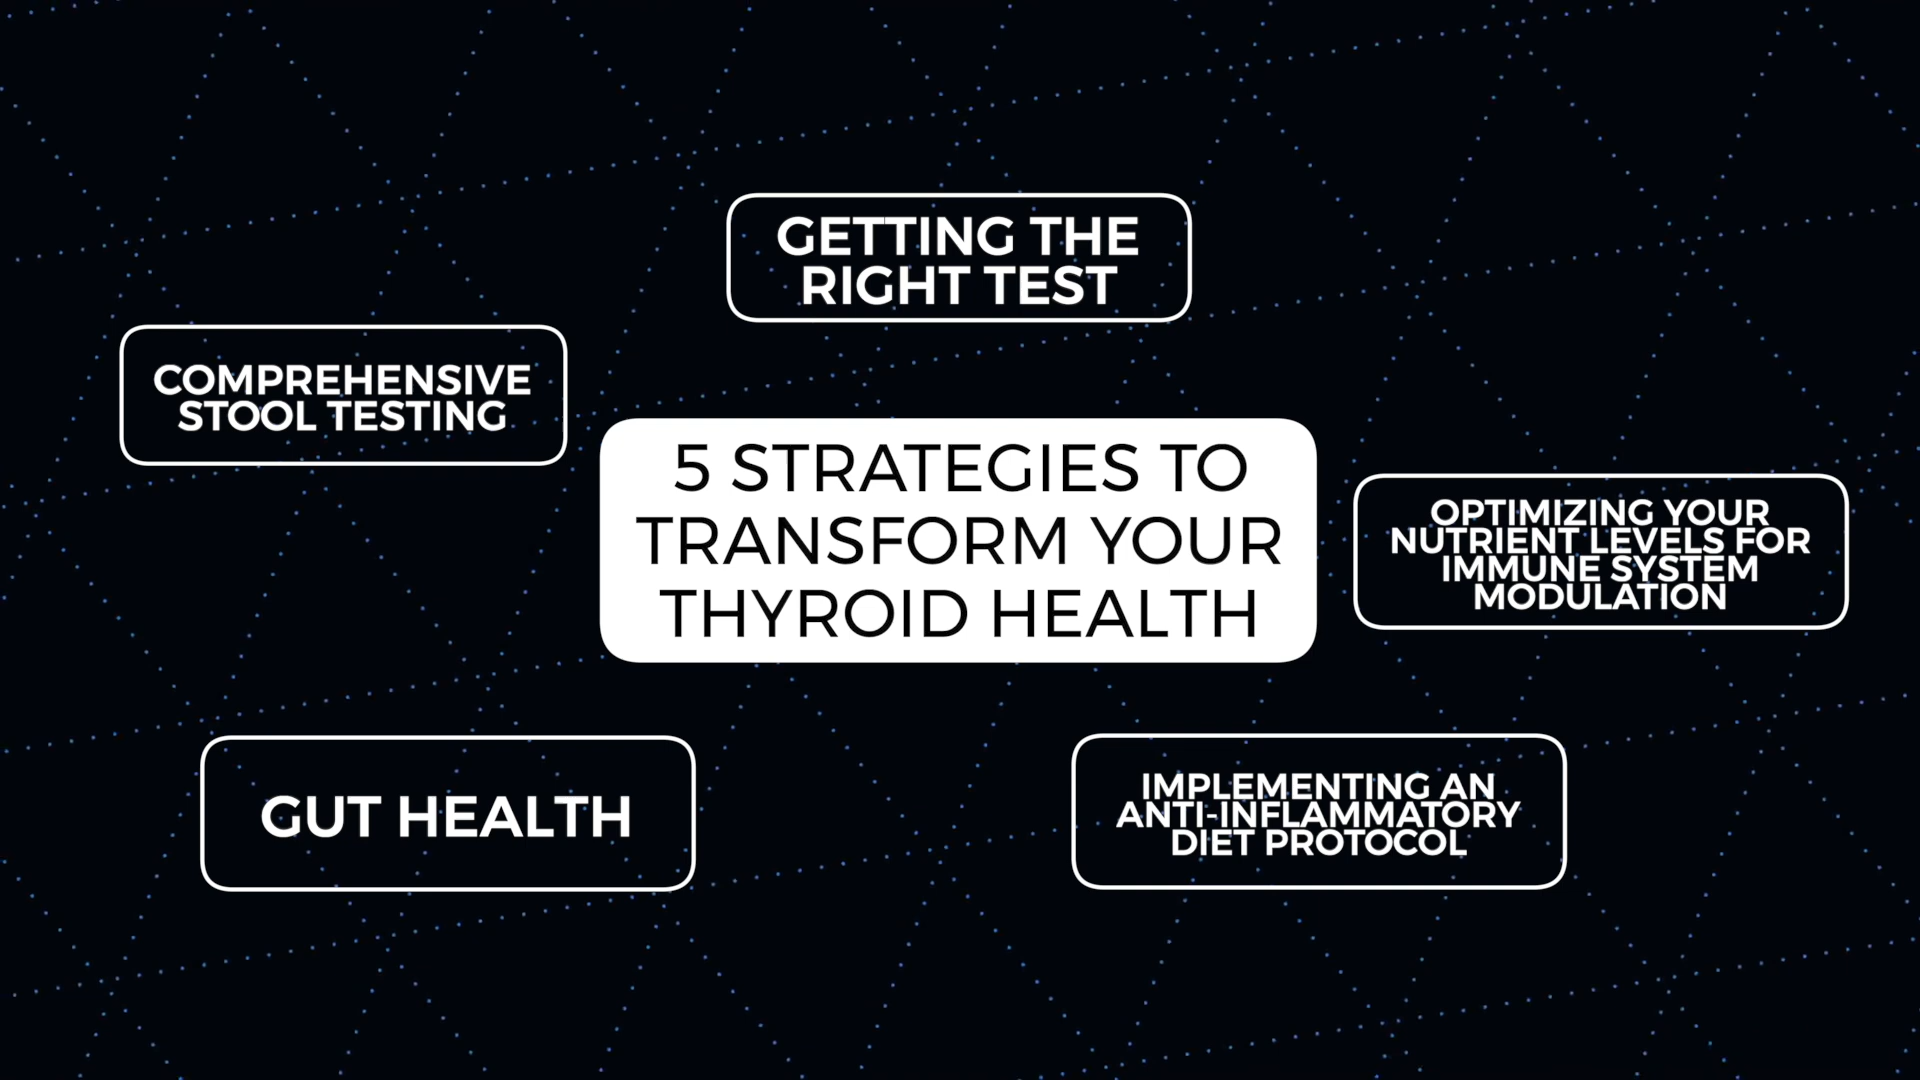 GETTING THE
RIGHT TEST
COMPREHENSIVE
STOOL TESTING
5 STRATEGIES TO
TRANSFORM YOUR
THYROID HEALTH
OPTIMIZING YOUR
NUTRIENT LEVELS FOR
IMMUNE SYSTEM
MODULATION
GUT HEALTH
IMPLEMENTING AN
ANTI-INFLAMMATORY
DIET PROTOCOL